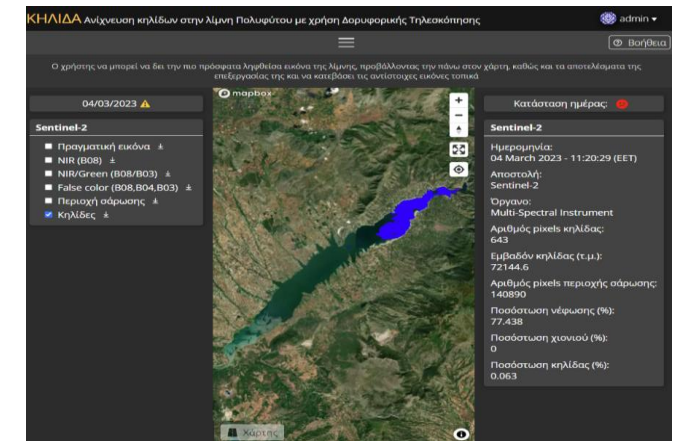 ΚΗΛΙΔΑ Ανίχνευση κηλίδων στην λίμνη Πολυφύτου με χρήση Δορυφορικής Τηλεσκόπησης
admin
Βοήθεια
Ο χρήστης να μπορεί να δει την πιο πρόσφατα ληφθείσα εικόνα της λίμνης, προβάλλοντας την πάνω στον χάρτη, καθώς και τα αποτελέσματα της
επεξεργασίας της και να κατεβάσει τις αντίστοιχες εικόνες τοπικά
04/03/2023
Sentinel-2
Πραγματική εικόνα
NIR (B08)
NIR/Green (B08/B03)
False color (B08,B04,B03)
Περιοχή σάρωσης
Κηλίδες
mapbox
Χάρτης
Κατάσταση ημέρας:
Sentinel-2
Ημερομηνία:
04 March 2023 - 11:20:29 (EET)
Αποστολή:
Sentinel-2
Όργανο:
Multi-Spectral Instrument
Αριθμός pixels κηλίδας:
643
Εμβαδόν κηλίδας (τ.μ.):
72144.6
Αριθμός pixels περιοχής σάρωσης:
140890
Ποσόστωση νέφωσης (%):
77.438
Ποσόστωση χιονιού (%):
0
Ποσόστωση κηλίδας (%):
0.063